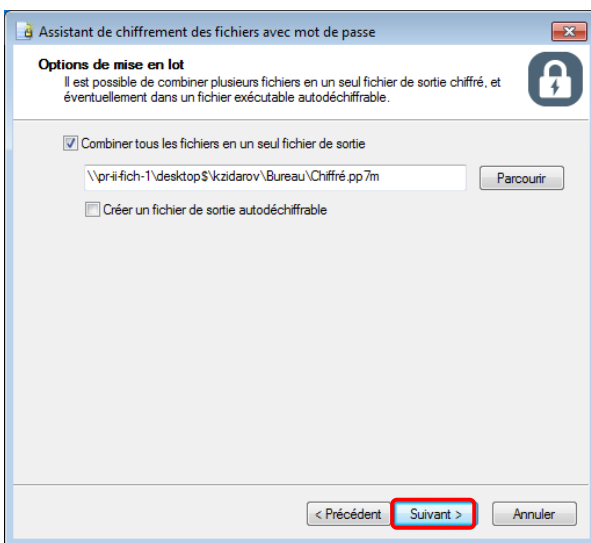 Assistant de chiffrement des fichiers avec mot de passe
Options de mise en lot
Il est possible de combiner plusieurs fichiers en un seul fichier de sortie chiffré, et
éventuellement dans un fichier exécutable autodéchiffrable.
Combiner tous les fichiers en un seul fichier de sortie
\\pr-ii-fich-1\desktop$\kzidarov\Bureau\Chiffré.pp7m
Parcourir
Créer un fichier de sortie autodéchiffrable
< Précédent
Suivant >
Annuler